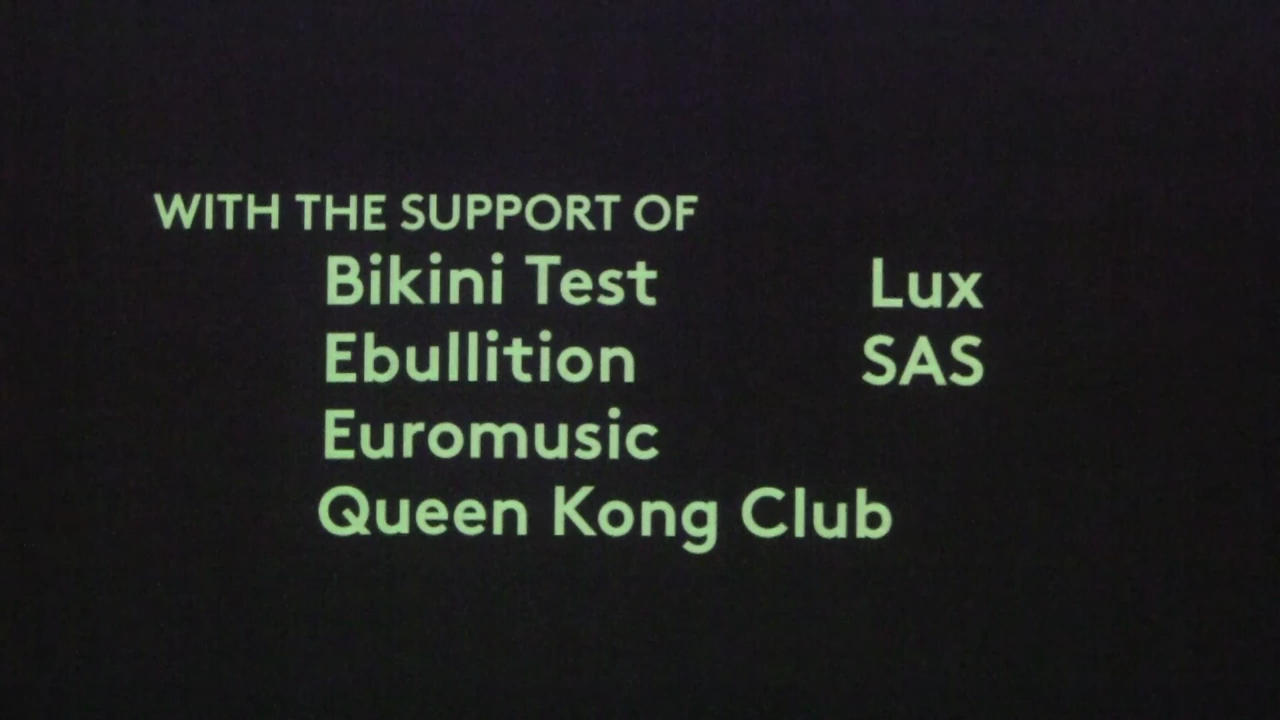 WITH THE SUPPORT OF
Bikini Test Lux
Ebullition SAS
Euromusic
Queen Kong Club